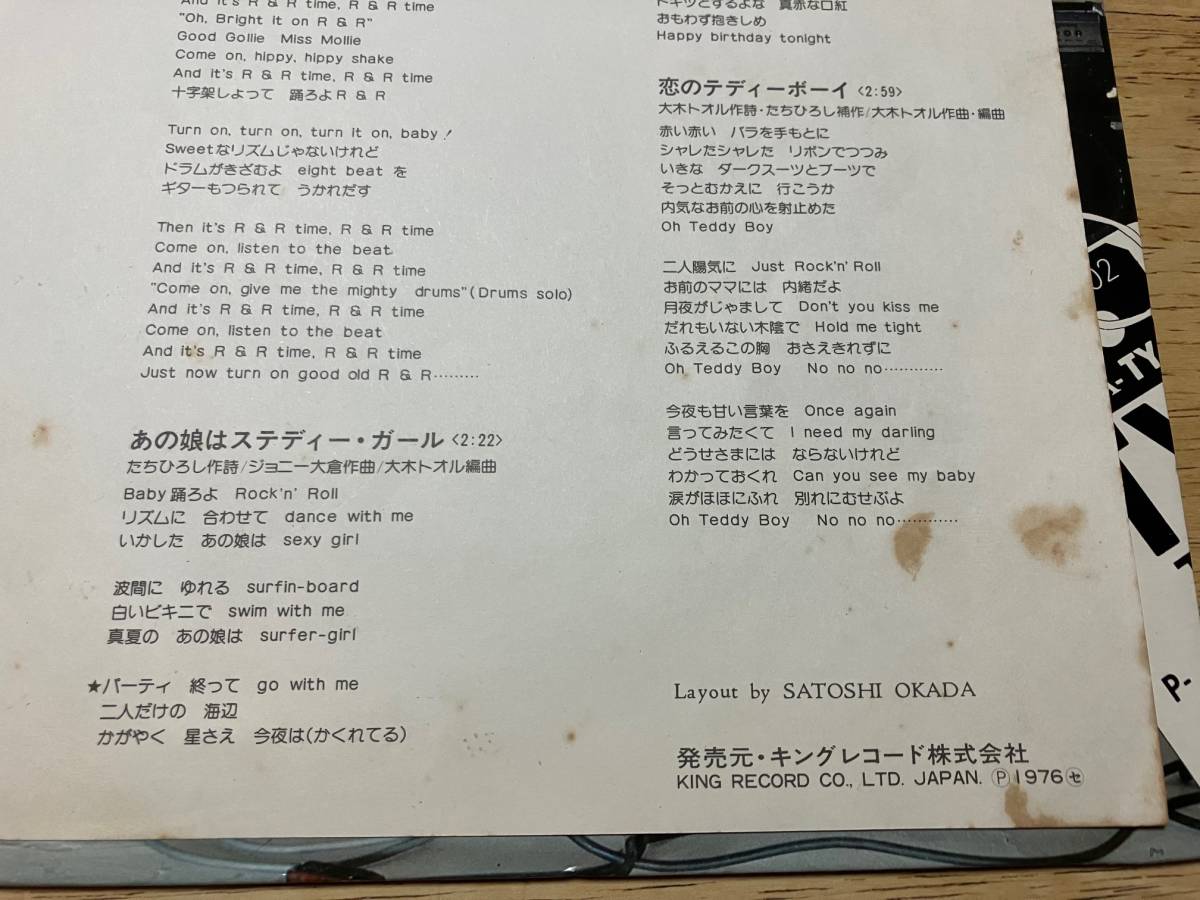 And it's R & R time, R & R time
"Oh, Bright it on R & R"
Good Gollie Miss Mollie
Come on, hippy, hippy shake
And it's R & R time, R & R time
十字架しよって 踊ろよR & R
Turn on, turn on, turn it on, baby!
Sweetなリズムじゃないけれど
ドラムがきざむよ eight beat を
ギターもつられて うかれだす
Then it's R & R time, R & R time
Come on, listen to the beat
And it's R & R time, R & R time
"Come on, give me the mighty drums"(Drums solo)
And it's R & R time, R & R time
Come on, listen to the beat
And it's R & R time, R & R time
Just now turn on good old R & R………
あの娘はステディー・ガール〈2:22〉
たちひろし作詩/ジョニー大倉作曲/大木トオル編曲
Baby 踊ろよ Rock'n' Roll
リズムに 合わせて dance with me
いかした あの娘は sexy girl
波間に ゆれる surfin-board
白いビキニで swim with me
真夏の あの娘は surfer-girl
★パーティ 終って go with me
二人だけの 海辺
かがやく 星さえ 今夜は(かくれてる)
ドキッとするよな 真赤な口紅
おもわず抱きしめ
Happy birthday tonight
恋のテディーボーイ〈2:59〉
大木トオル作詩・たちひろし補作/大木トオル作曲・編曲
赤い赤い バラを手もとに
シャレたシャレた リボンでつつみ
いきな ダークスーツとブーツで
そっとむかえに 行こうか
内気なお前の心を射止めた
Oh Teddy Boy
二人陽気に Just Rock'n' Roll
お前のママには 内緒だよ
月夜がじゃまして Don't you kiss me
だれもいない木陰で Hold me tight
ふるえるこの胸 おさえきれずに
Oh Teddy Boy No no no…………
今夜も甘い言葉を Once again
言ってみたくて I need my darling
どうせさまには ならないけれど
わかっておくれ Can you see my baby
涙がほほにふれ 別れにむせぶよ
Oh Teddy Boy No no no…………
Layout by SATOSHI OKADA
発売元・キングレコード株式会社
KING RECORD CO., LTD. JAPAN. Ⓟ1976㋝
02
-TY
P-